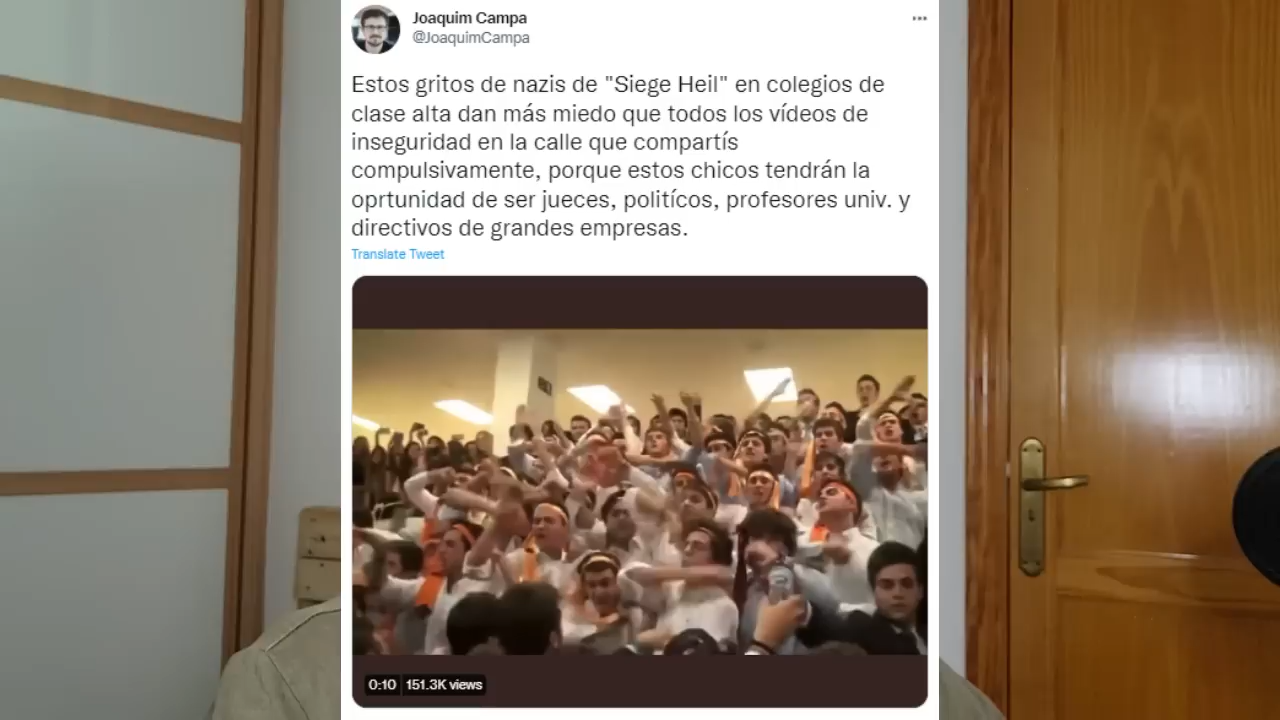 Joaquim Campa
@JoaquimCampa
Estos gritos de nazis de "Siege Heil" en colegios de
clase alta dan más miedo que todos los vídeos de
inseguridad en la calle que compartís
compulsivamente, porque estos chicos tendrán la
oprtunidad de ser jueces, politícos, profesores univ. y
directivos de grandes empresas.
Translate Tweet
0:10 151.3K views